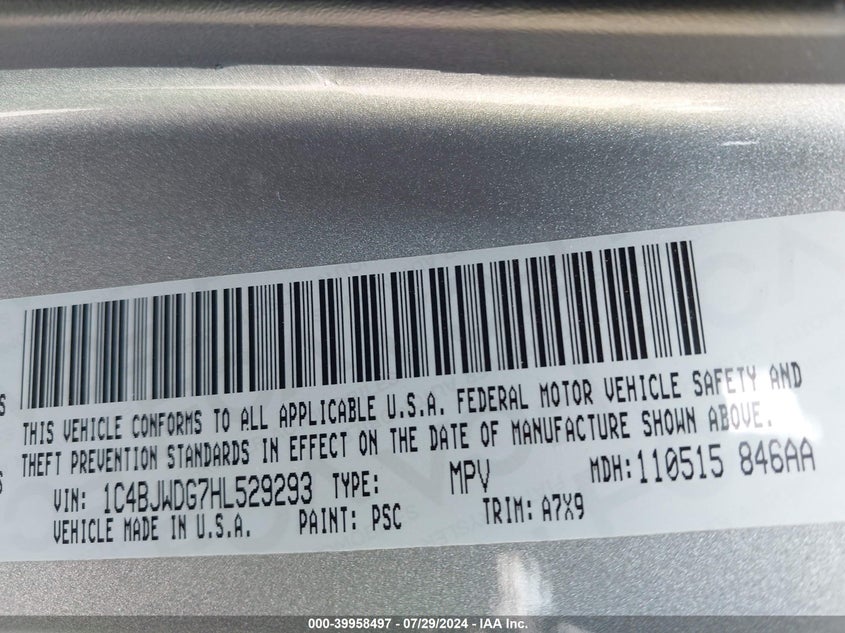 S
THIS VEHICLE CONFORMS TO ALL APPLICABLE U.S.A. FEDERAL MOTOR VEHICLE SAFETY AND
THEFT PREVENTION STANDARDS IN EFFECT ON THE DATE OF MANUFACTURE SHOWN ABOVE.
S
VIN: 1C4BJWDG7HL529293 TYPE: MPV MDH: 110515 846AA
VEHICLE MADE IN U.S.A. PAINT: PSC TRIM: A7X9
000-39958497 - 07/29/2024 - IAA Inc.